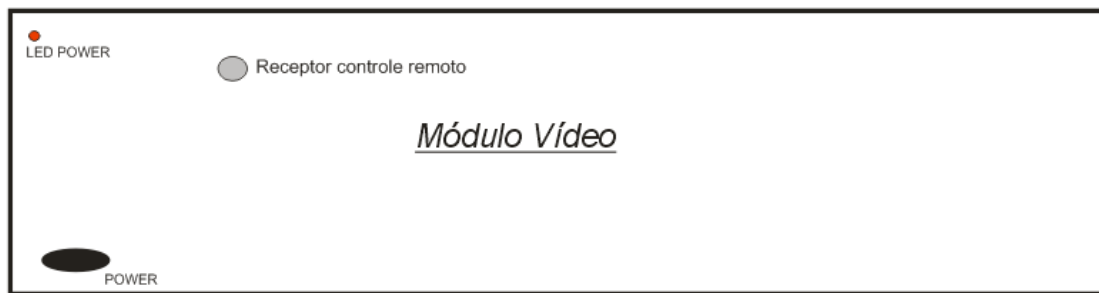 LED POWER
Receptor controle remoto
Módulo Vídeo
POWER